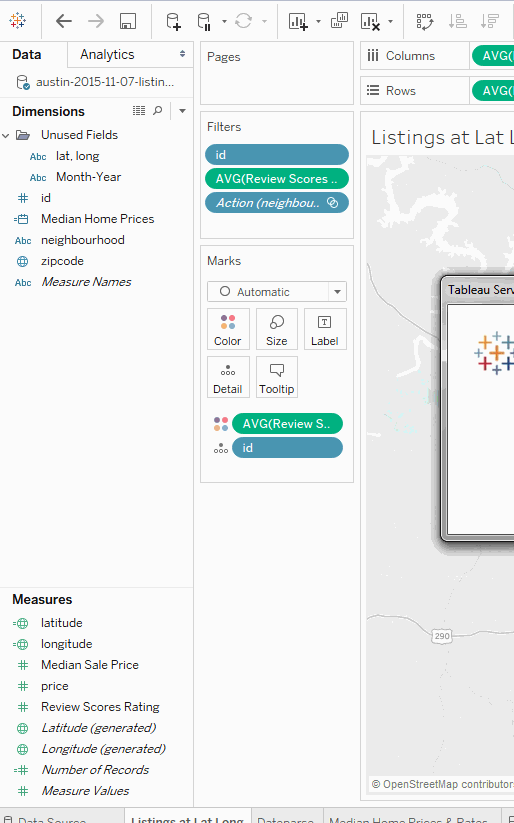 Data
Analytics
austin-2015-11-07-listin...
Dimensions
Unused Fields
Abc lat, long
Abc Month-Year
id
Median Home Prices
Abc neighbourhood
zipcode
Abc Measure Names
Measures
latitude
longitude
Median Sale Price
price
Review Scores Rating
Latitude (generated)
Longitude (generated)
Number of Records
Measure Values
Pages
Filters
id
AVG(Review Scores ..
Action (neighbou..
Marks
Automatic
Color
Size
T
Label
Detail
Tooltip
AVG(Review S..
id
Columns
AVG(
Rows
AVG(
Listings at Lat L
Tableau Serv
290
© OpenStreetMap contributors
Data Source
Listings at Lat Long
Dateparse
Median Home Prices & Rates